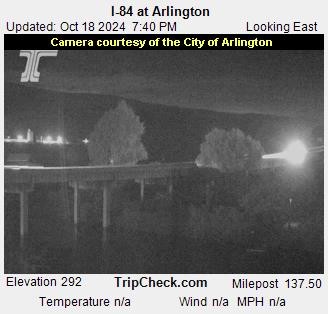 I-84 at Arlington
Updated: Oct 18 2024 7:40 PM Looking East
Camera courtesy of the City of Arlington
Elevation 292 TripCheck.com Milepost 137.50
Temperature n/a Wind n/a MPH n/a